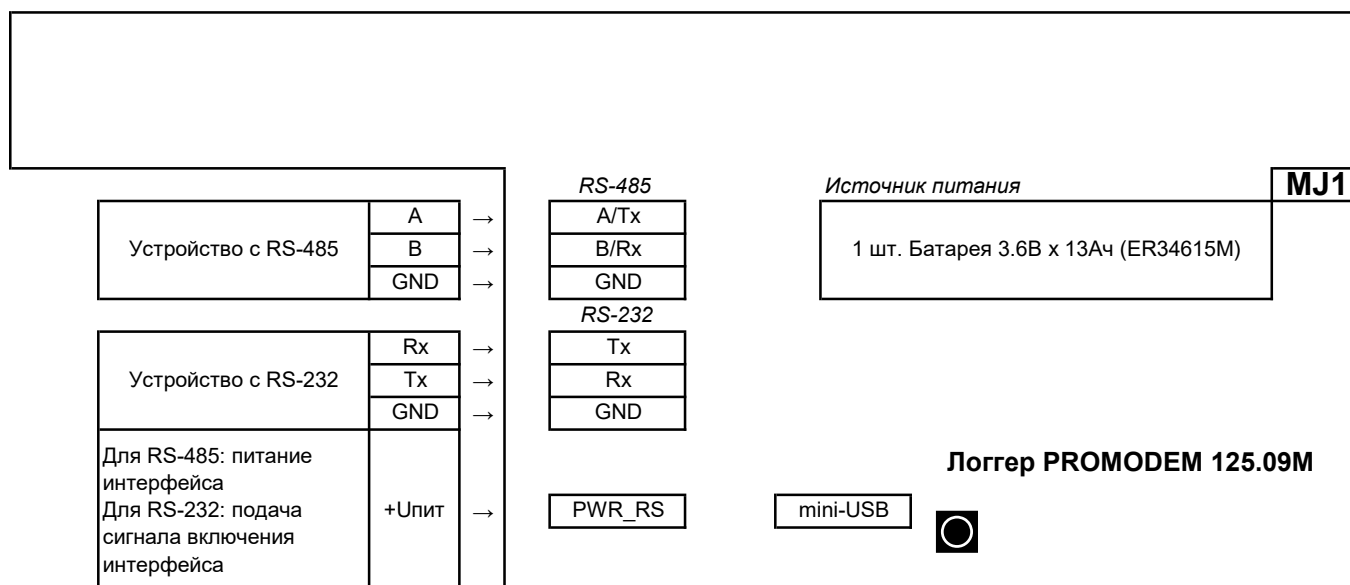 RS-485
Источник питания
MJ1
Устройство с RS-485
A
→
A/Tx
B
→
B/Rx
GND
→
GND
1 шт. Батарея 3.6В x 13Ач (ER34615M)
RS-232
Устройство с RS-232
Rx
→
Tx
Tx
→
Rx
GND
→
GND
Для RS-485: питание
интерфейса
Для RS-232: подача
сигнала включения
интерфейса
+Uпит
→
PWR_RS
mini-USB
Логгер PROMODEM 125.09М